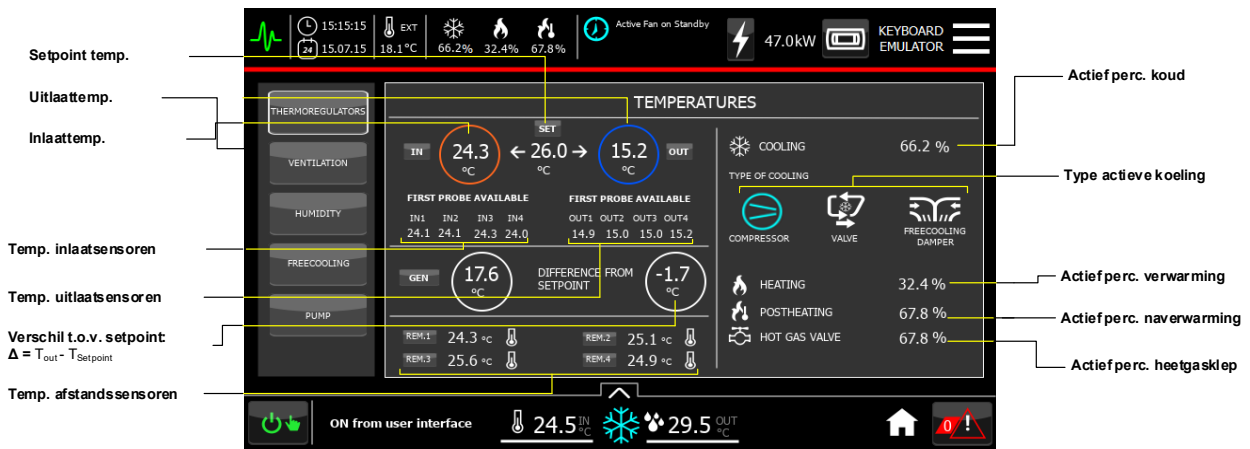 15:15:15
24 15.07.15
EXT
18.1°C
66.2% 32.4% 67.8%
Active Fan on Standby
47.0kW
KEYBOARD
EMULATOR
Setpoint temp.
Uitlaattemp.
Inlaattemp.
Temp. inlaatsensoren
Temp. uitlaatsensoren
Verschil t.o.v. setpoint:
Δ = Tout - TSetpoint
Temp. afstandssensoren
THERMOREGULATORS
VENTILATION
HUMIDITY
FREECOOLING
PUMP
TEMPERATURES
SET
IN 24.3 °C ← 26.0 °C → 15.2 °C OUT
FIRST PROBE AVAILABLE
IN1 IN2 IN3 IN4
24.1 24.1 24.3 24.0
FIRST PROBE AVAILABLE
OUT1 OUT2 OUT3 OUT4
14.9 15.0 15.0 15.2
GEN 17.6 °C
DIFFERENCE FROM
SETPOINT
-1.7 °C
REM.1 24.3 °C
REM.2 25.1 °C
REM.3 25.6 °C
REM.4 24.9 °C
COOLING 66.2 %
TYPE OF COOLING
COMPRESSOR
VALVE
FREECOOLING
DAMPER
HEATING 32.4 %
POSTHEATING 67.8 %
HOT GAS VALVE 67.8 %
Actief perc. koud
Type actieve koeling
Actief perc. verwarming
Actief perc. naverwarming
Actief perc. heetgasklep
ON from user interface
24.5 IN °C
29.5 OUT °C
0 !